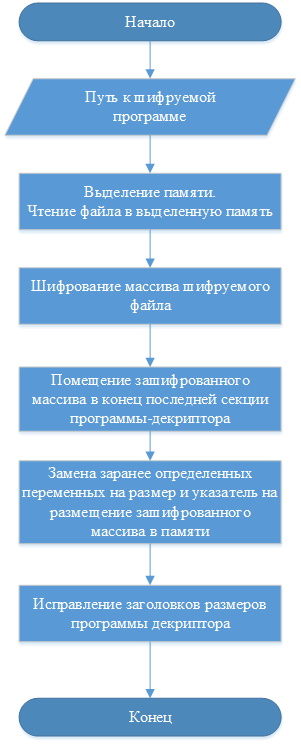 Начало
Путь к шифруемой
программе
Выделение памяти.
Чтение файла в выделенную память
Шифрование массива шифруемого
файла
Помещение зашифрованного
массива в конец последней секции
программы-декриптора
Замена заранее определенных
переменных на размер и указатель на
размещение зашифрованного
массива в памяти
Исправление заголовков размеров
программы декриптора
Конец